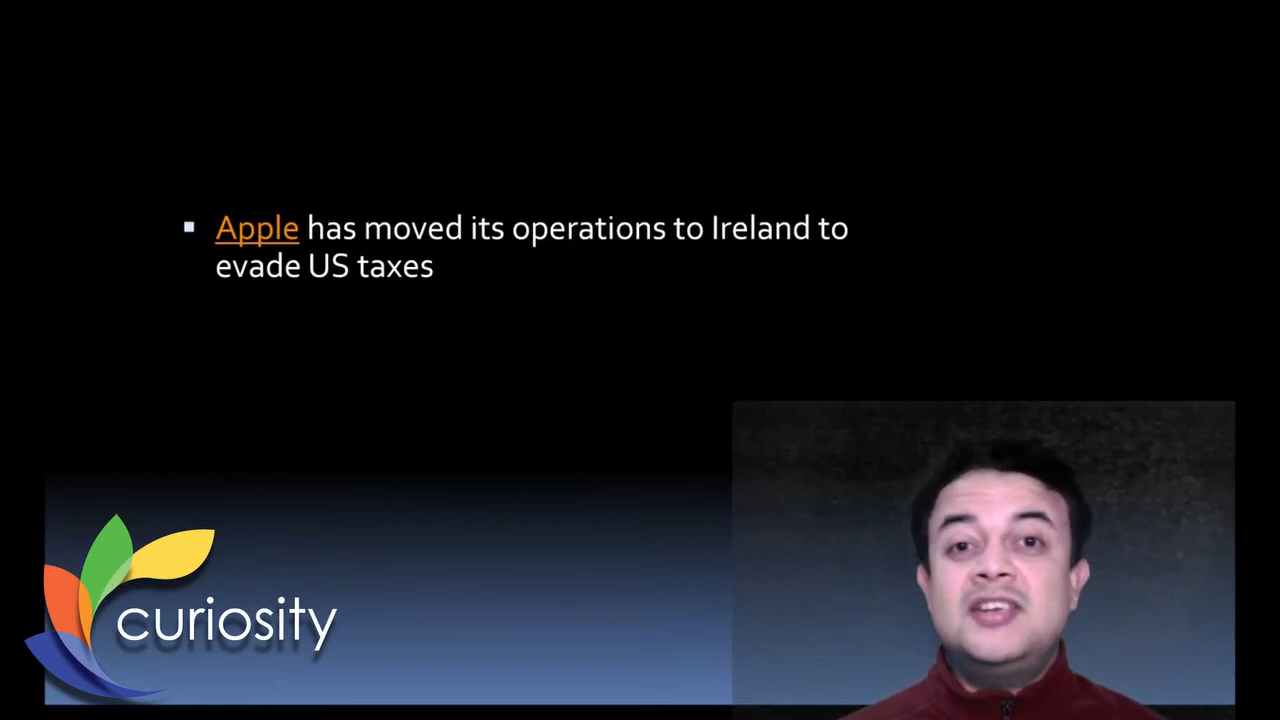 Apple has moved its operations to Ireland to
evade US taxes
curiosity